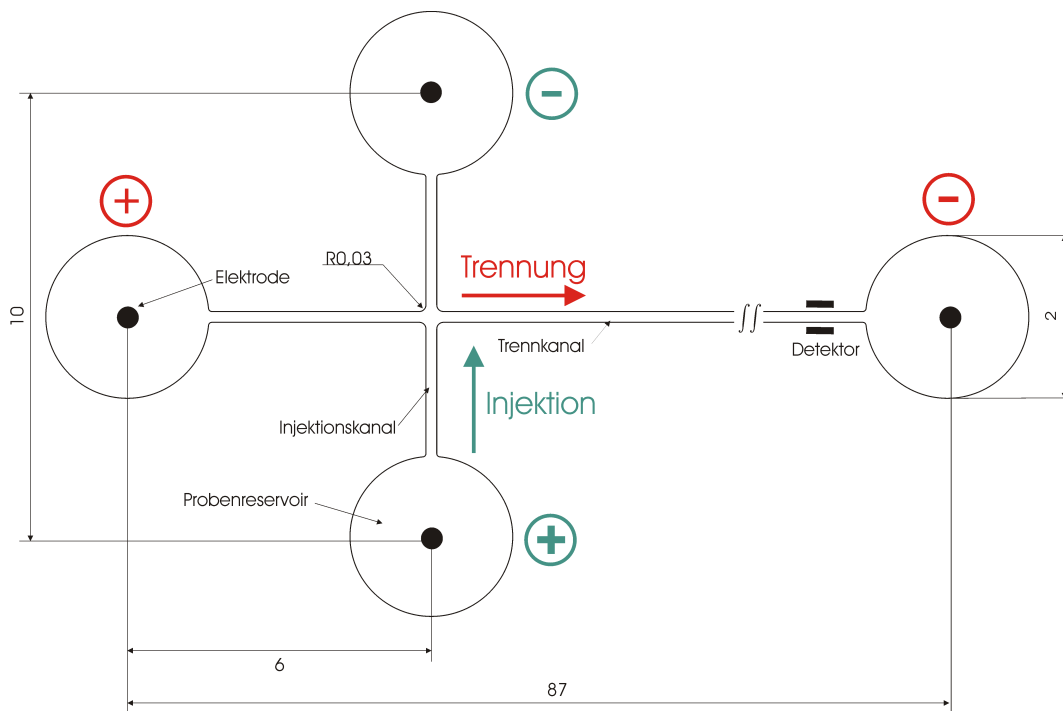 −
+
−
R0,03
Elektrode
Trennung
10
2
Trennkanal
Detektor
Injektion
Injektionskanal
Probenreservoir
+
6
87